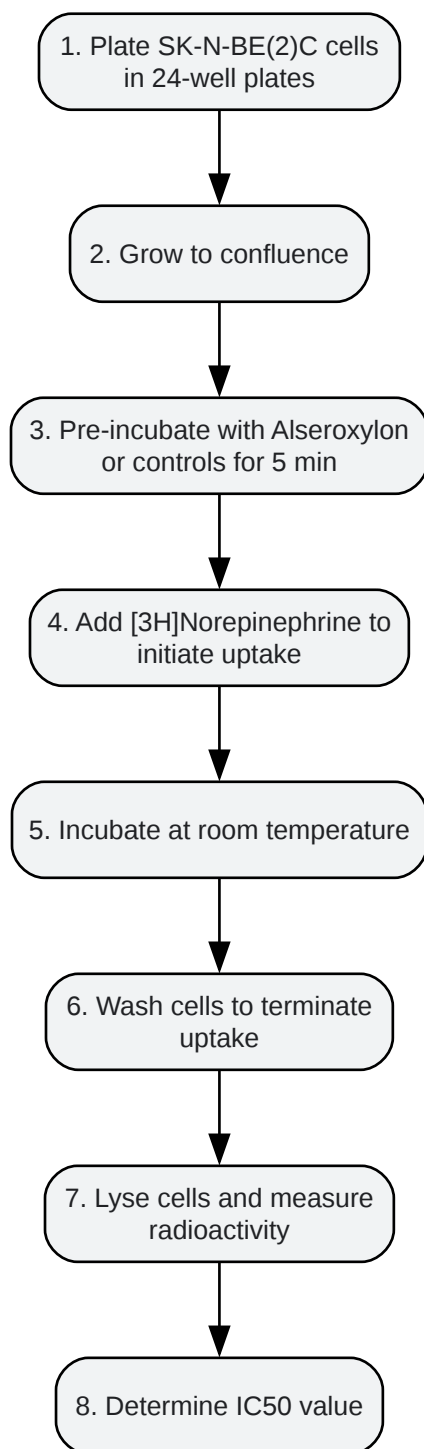 1. Plate SK-N-BE(2)C cells
in 24-well plates
2. Grow to confluence
3. Pre-incubate with Alseroxylon
or controls for 5 min
4. Add [3H]Norepinephrine to
initiate uptake
5. Incubate at room temperature
6. Wash cells to terminate
uptake
7. Lyse cells and measure
radioactivity
8. Determine IC50 value